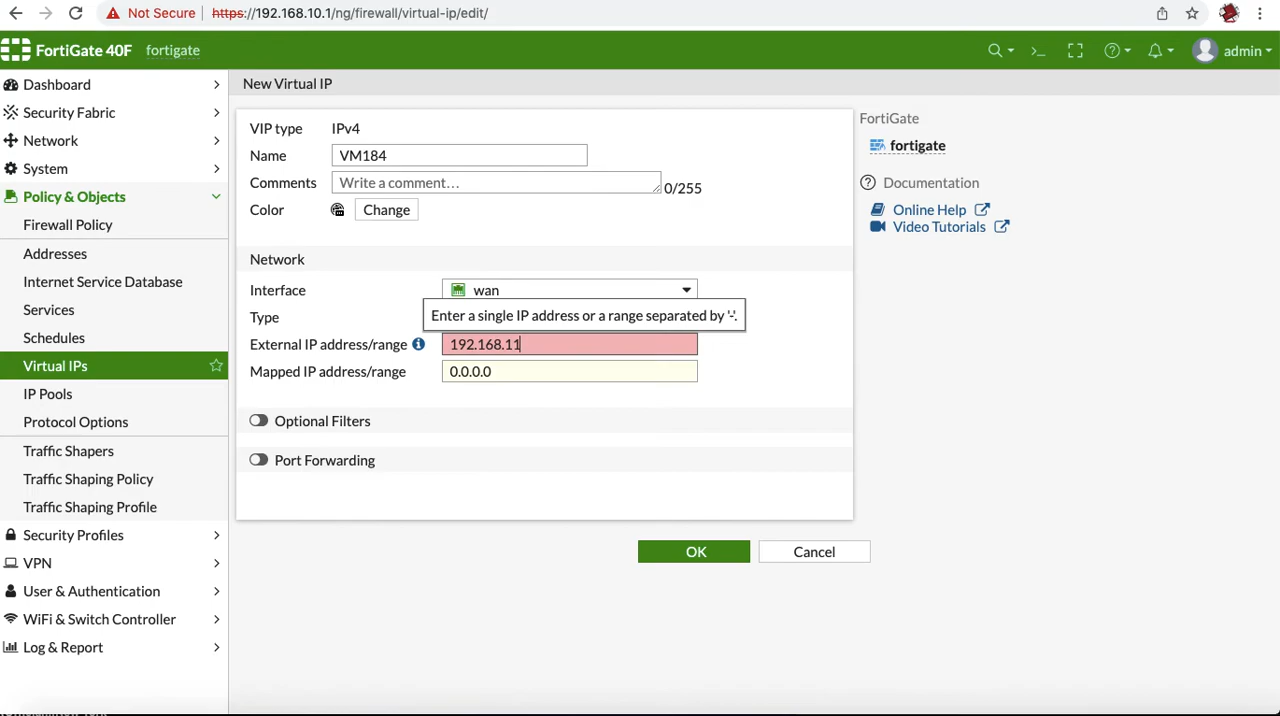 Not Secure https://192.168.10.1/ng/firewall/virtual-ip/edit/
FortiGate 40F fortigate
admin
Dashboard
Security Fabric
Network
System
Policy & Objects
Firewall Policy
Addresses
Internet Service Database
Services
Schedules
Virtual IPs
IP Pools
Protocol Options
Traffic Shapers
Traffic Shaping Policy
Traffic Shaping Profile
Security Profiles
VPN
User & Authentication
WiFi & Switch Controller
Log & Report
New Virtual IP
VIP type IPv4
Name VM184
Comments Write a comment... 0/255
Color Change
Network
Interface wan
Type
Enter a single IP address or a range separated by '-'.
External IP address/range 192.168.11
Mapped IP address/range 0.0.0.0
Optional Filters
Port Forwarding
OK Cancel
FortiGate
fortigate
Documentation
Online Help
Video Tutorials